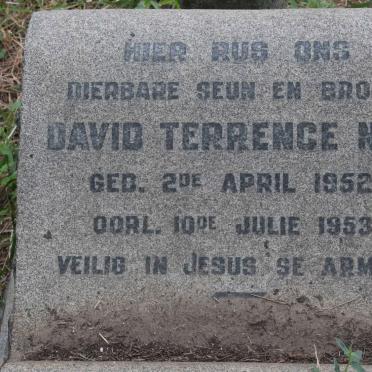 HIER RUS ONS
DIERBARE SEUN EN BRO
DAVID TERRENCE N
GEB. 2DE APRIL 1952
OORL. 10DE JULIE 1953
VEILIG IN JESUS SE ARM